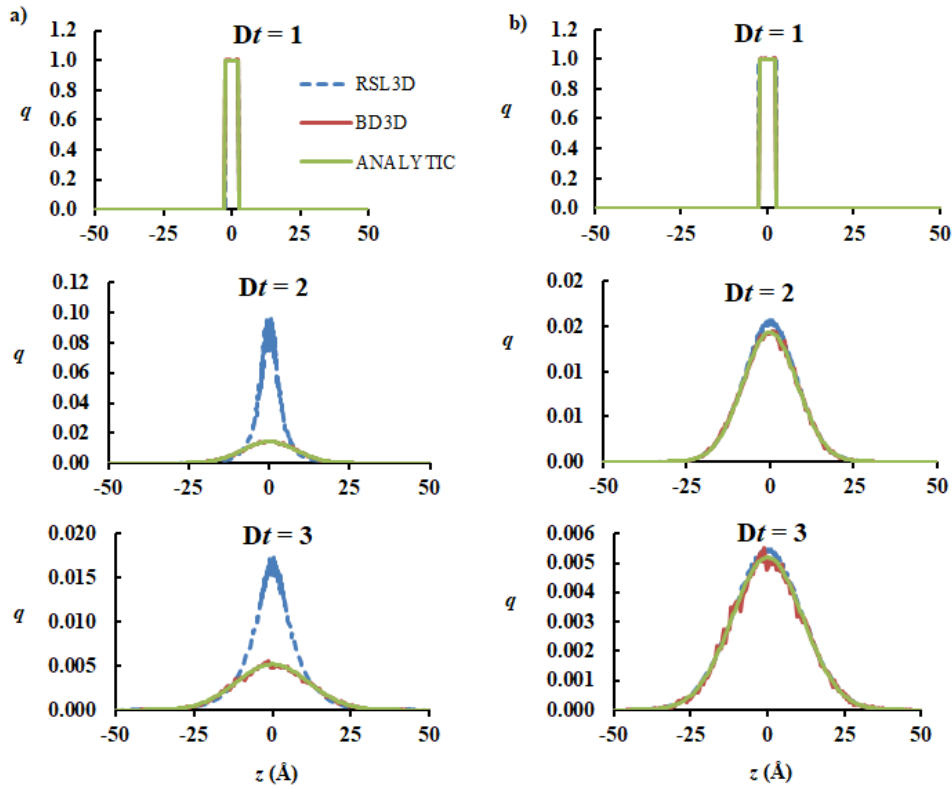 a)
Dt = 1
1.2
1.0
0.8
0.6
0.4
0.2
0.0
q
-50 -25 0 25 50
RSL3D
BD3D
ANALYTIC
Dt = 2
0.12
0.10
0.08
0.06
0.04
0.02
0.00
q
-50 -25 0 25 50
Dt = 3
0.020
0.015
0.010
0.005
0.000
q
-50 -25 0 25 50
z (Å)
b)
Dt = 1
1.2
1.0
0.8
0.6
0.4
0.2
0.0
q
-50 -25 0 25 50
Dt = 2
0.02
0.02
0.01
0.01
0.00
q
-50 -25 0 25 50
Dt = 3
0.006
0.005
0.004
0.003
0.002
0.001
0.000
q
-50 -25 0 25 50
z (Å)